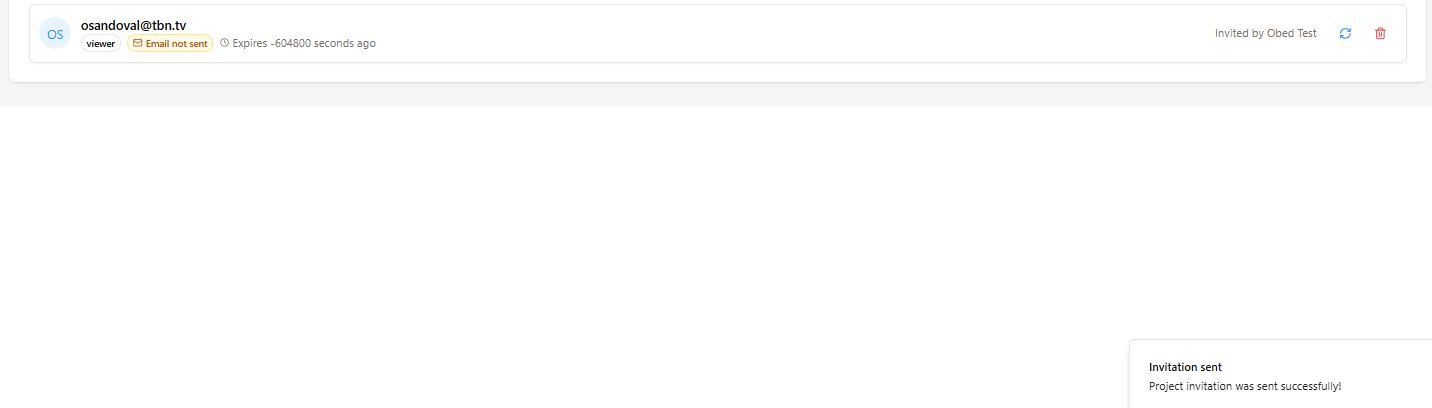 OS
osandoval@tbn.tv
viewer Email not sent Expires -604800 seconds ago
Invited by Obed Test
Invitation sent
Project invitation was sent successfully!